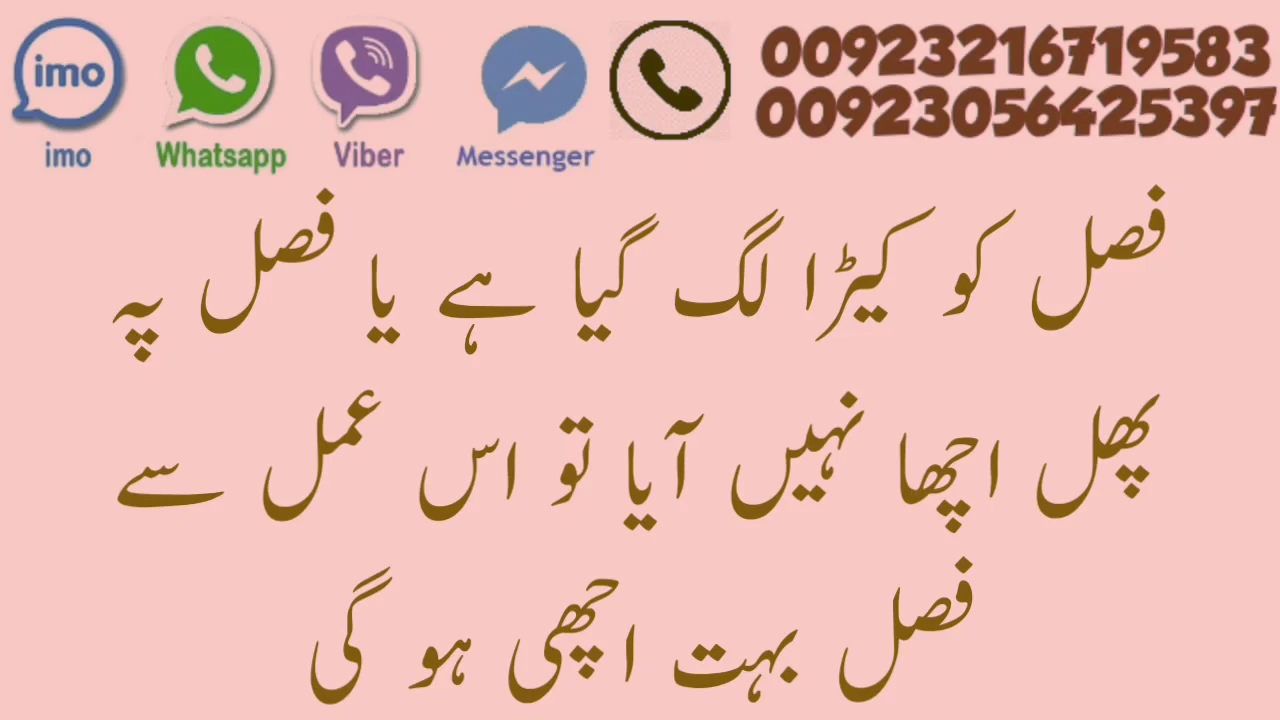 imo
imo
Whatsapp
Viber
Messenger
00923216719583
00923056425397
فصل کو کیڑا لگ گیا ہے یا فصل پہ
پھل اچھا نہیں آیا تو اس عمل سے
فصل بہت اچھی ہو گی